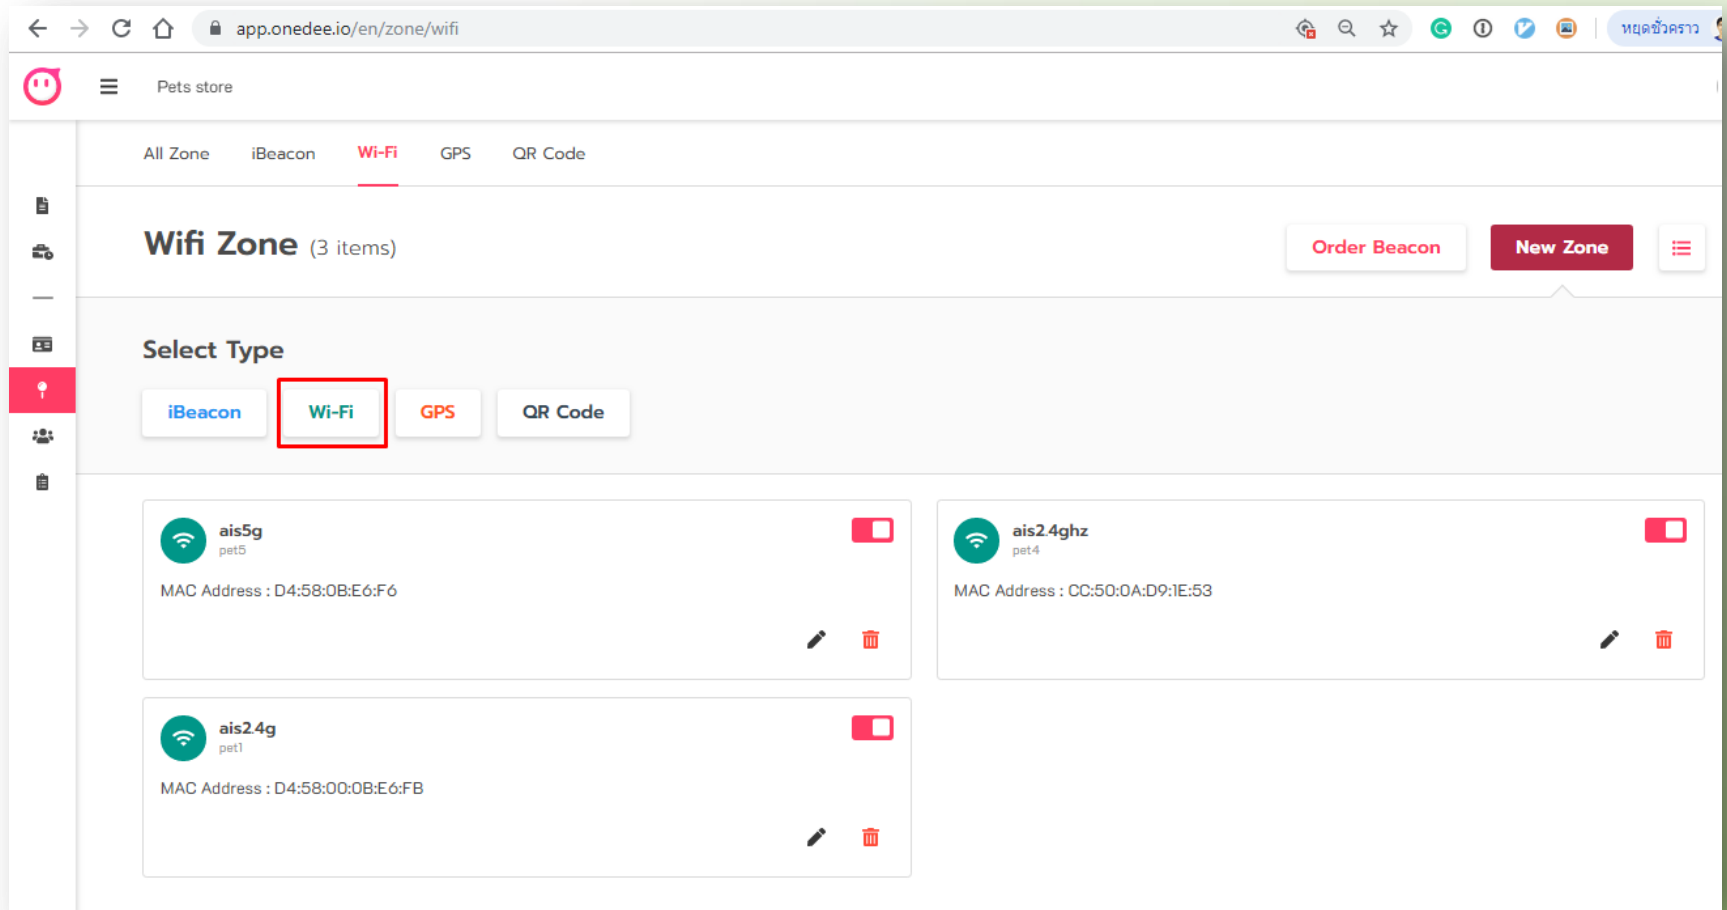 app.onedee.io/en/zone/wifi
หยุดชั่วคราว
Pets store
All Zone iBeacon Wi-Fi GPS QR Code
Wifi Zone (3 items)
Order Beacon New Zone
Select Type
iBeacon Wi-Fi GPS QR Code
ais5g
pet5
MAC Address : D4:58:0B:E6:F6
ais2.4ghz
pet4
MAC Address : CC:50:0A:D9:1E:53
ais2.4g
pet1
MAC Address : D4:58:00:0B:E6:FB